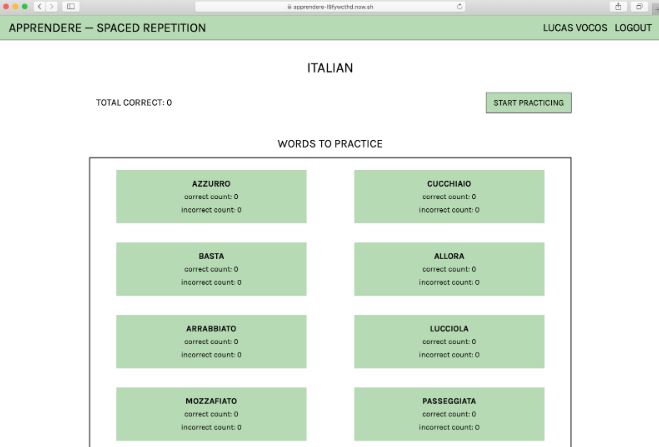 apprendere-l9fywcthd.now.sh
APPRENDERE — SPACED REPETITION
LUCAS VOCOS LOGOUT
ITALIAN
TOTAL CORRECT: 0
START PRACTICING
WORDS TO PRACTICE
AZZURRO
correct count: 0
incorrect count: 0
CUCCHIAIO
correct count: 0
incorrect count: 0
BASTA
correct count: 0
incorrect count: 0
ALLORA
correct count: 0
incorrect count: 0
ARRABBIATO
correct count: 0
incorrect count: 0
LUCCIOLA
correct count: 0
incorrect count: 0
MOZZAFIATO
correct count: 0
incorrect count: 0
PASSEGGIATA
correct count: 0
incorrect count: 0